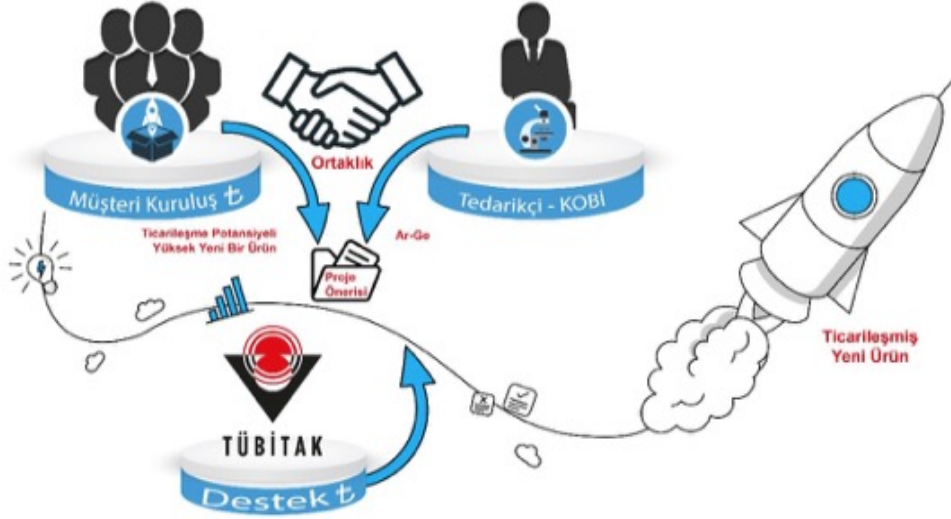 Ortaklık
Müşteri Kuruluş ₺
Tedarikçi - KOBİ
Ticarileşme Potansiyeli
Yüksek Yeni Bir Ürün
Ar-Ge
Proje
Önerisi
Ticarileşmiş
Yeni Ürün
TÜBİTAK
Destek ₺